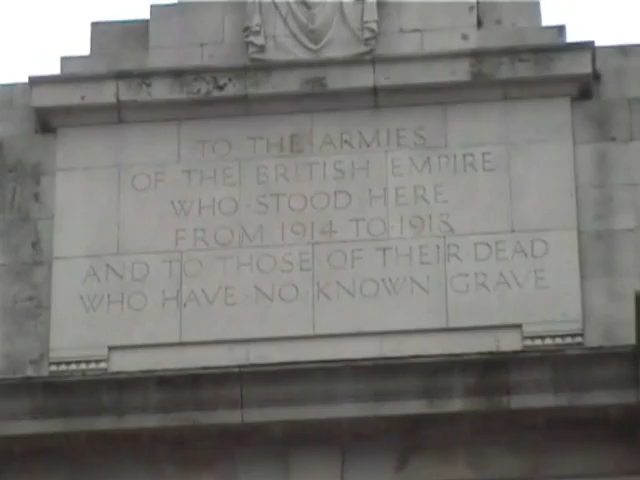 TO THE ARMIES
OF THE BRITISH EMPIRE
WHO STOOD HERE
FROM 1914 TO 1918
AND TO THOSE OF THEIR DEAD
WHO HAVE NO KNOWN GRAVE